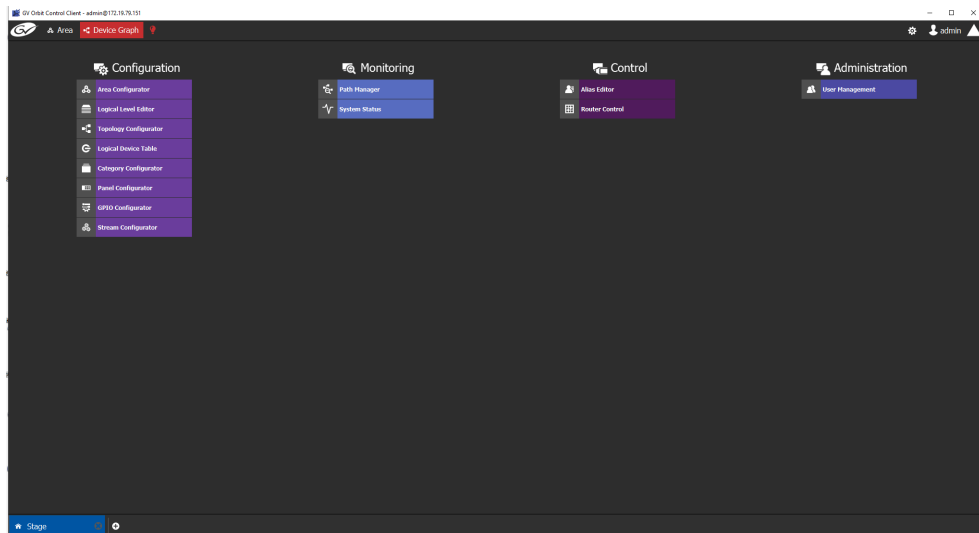 GV Orbit Control Client - admin@172.19.79.151
GV
Area
Device Graph
admin
Configuration
Area Configurator
Logical Level Editor
Topology Configurator
Logical Device Table
Category Configurator
Panel Configurator
GPIO Configurator
Stream Configurator
Monitoring
Path Manager
System Status
Control
Alias Editor
Router Control
Administration
User Management
Stage